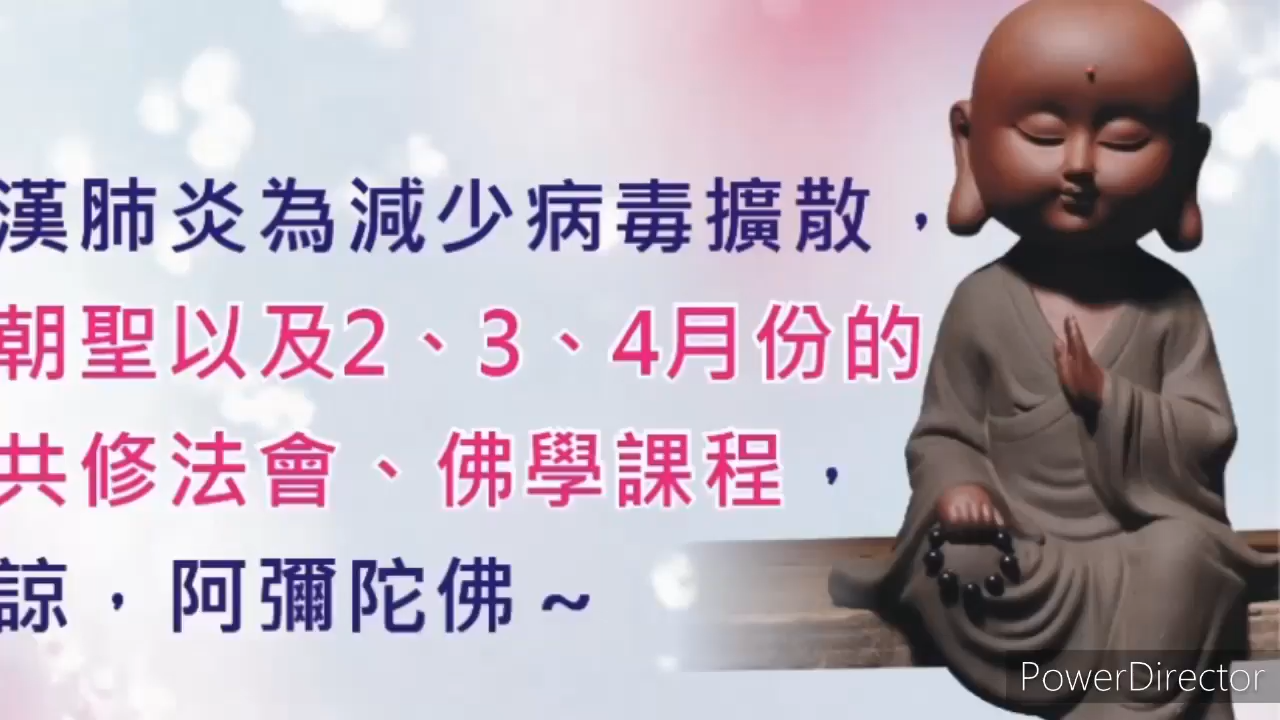 漢肺炎為減少病毒擴散，
朝聖以及2、3、4月份的
共修法會、佛學課程，
諒，阿彌陀佛～
PowerDirector